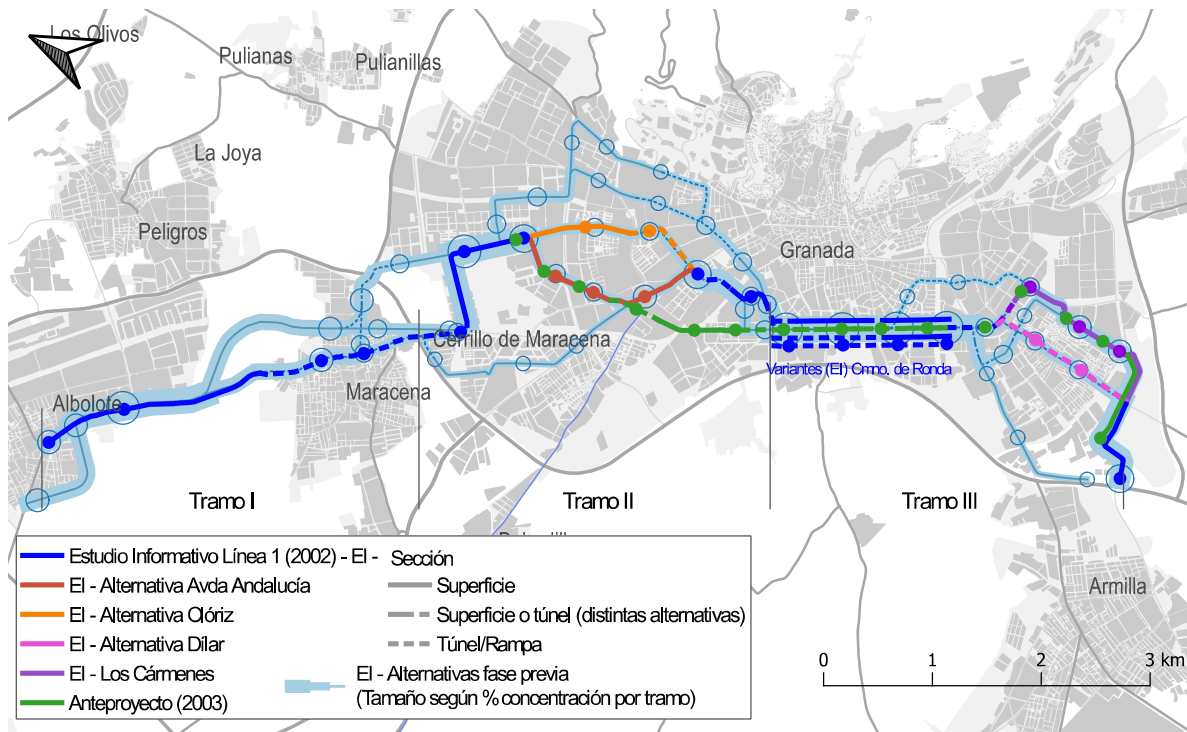 Los Olivos
Pulianas
Pulianillas
La Joya
Peligros
Granada
Cerrillo de Maracena
Variantes (EI) Cmno. de Ronda
Albolote
Maracena
Tramo I
Tramo II
Tramo III
Armilla
Estudio Informativo Línea 1 (2002) - EI -
EI - Alternativa Avda Andalucía
EI - Alternativa Olóriz
EI - Alternativa Dílar
EI - Los Cármenes
Anteproyecto (2003)
Sección
Superficie
Superficie o túnel (distintas alternativas)
Túnel/Rampa
EI - Alternativas fase previa
(Tamaño según % concentración por tramo)
0 1 2 3 km